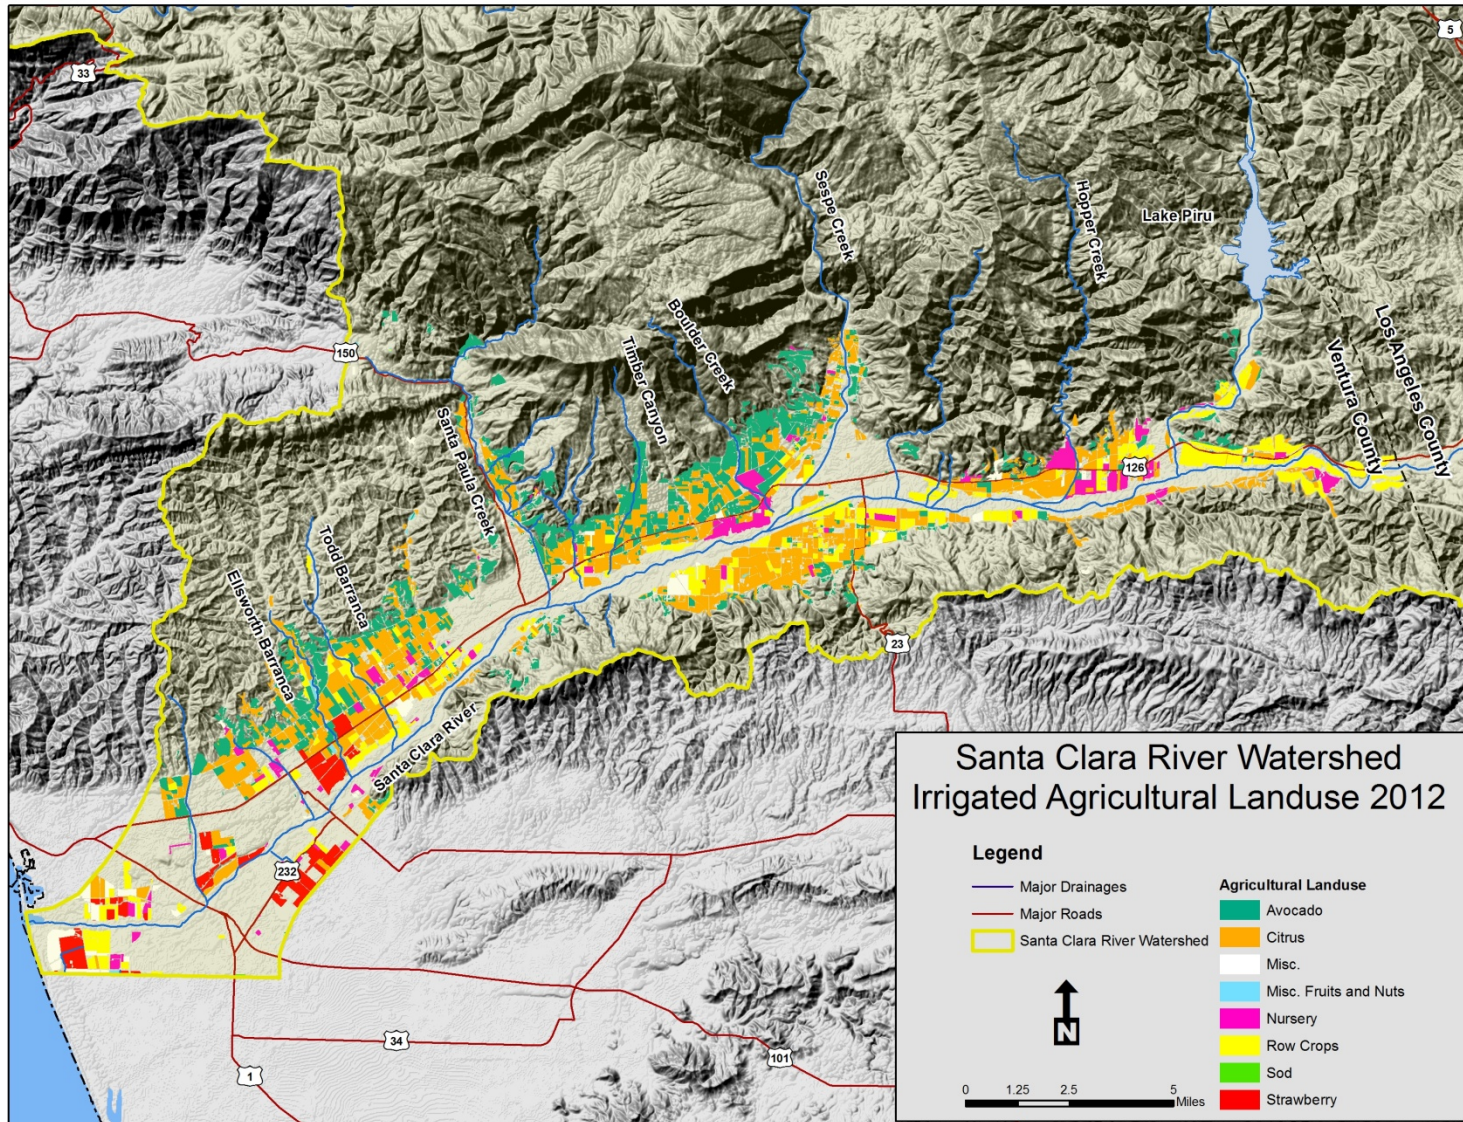 5
33
Sespe Creek
Hopper Creek
Lake Piru
Los Angeles County
Ventura County
150
Boulder Creek
Timber Canyon
Santa Paula Creek
126
Todd Barranca
Ellsworth Barranca
23
Santa Clara River
232
34
101
1
Santa Clara River Watershed
Irrigated Agricultural Landuse 2012
Legend
Major Drainages
Major Roads
Santa Clara River Watershed
N
0 1.25 2.5 5
Miles
Agricultural Landuse
Avocado
Citrus
Misc.
Misc. Fruits and Nuts
Nursery
Row Crops
Sod
Strawberry